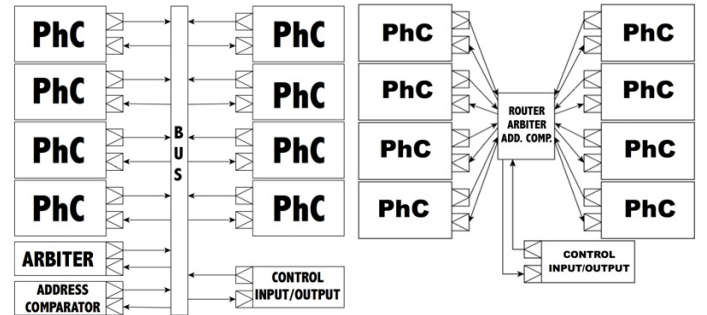 PhC
PhC
PhC
PhC
PhC
PhC
PhC
PhC
BUS
ARBITER
ADDRESS
COMPARATOR
CONTROL
INPUT/OUTPUT
PhC
PhC
PhC
PhC
PhC
PhC
PhC
PhC
ROUTER
ARBITER
ADD. COMP.
CONTROL
INPUT/OUTPUT